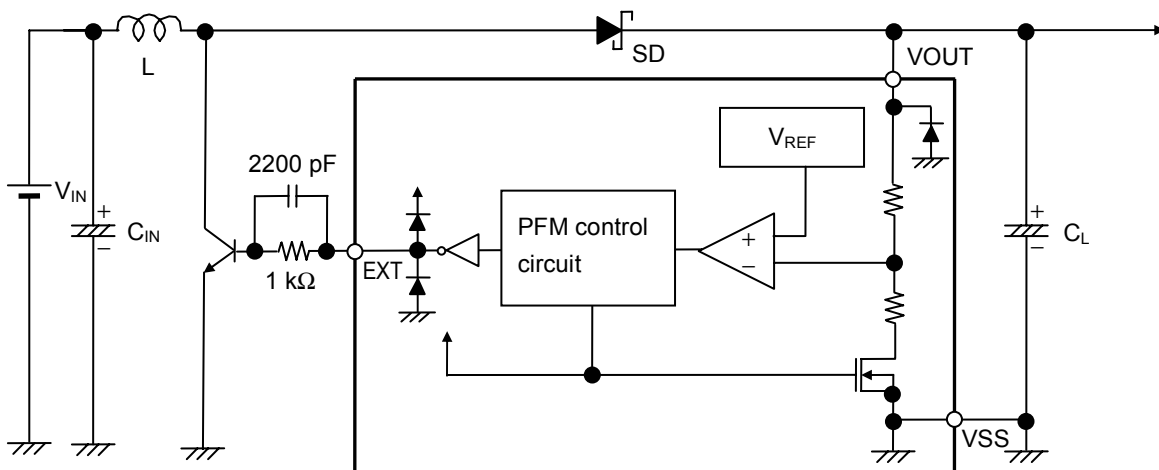 L
SD
VOUT
V_REF
2200 pF
V_IN
+
−
C_IN
1 kΩ
EXT
PFM control
circuit
+
−
+
−
C_L
VSS